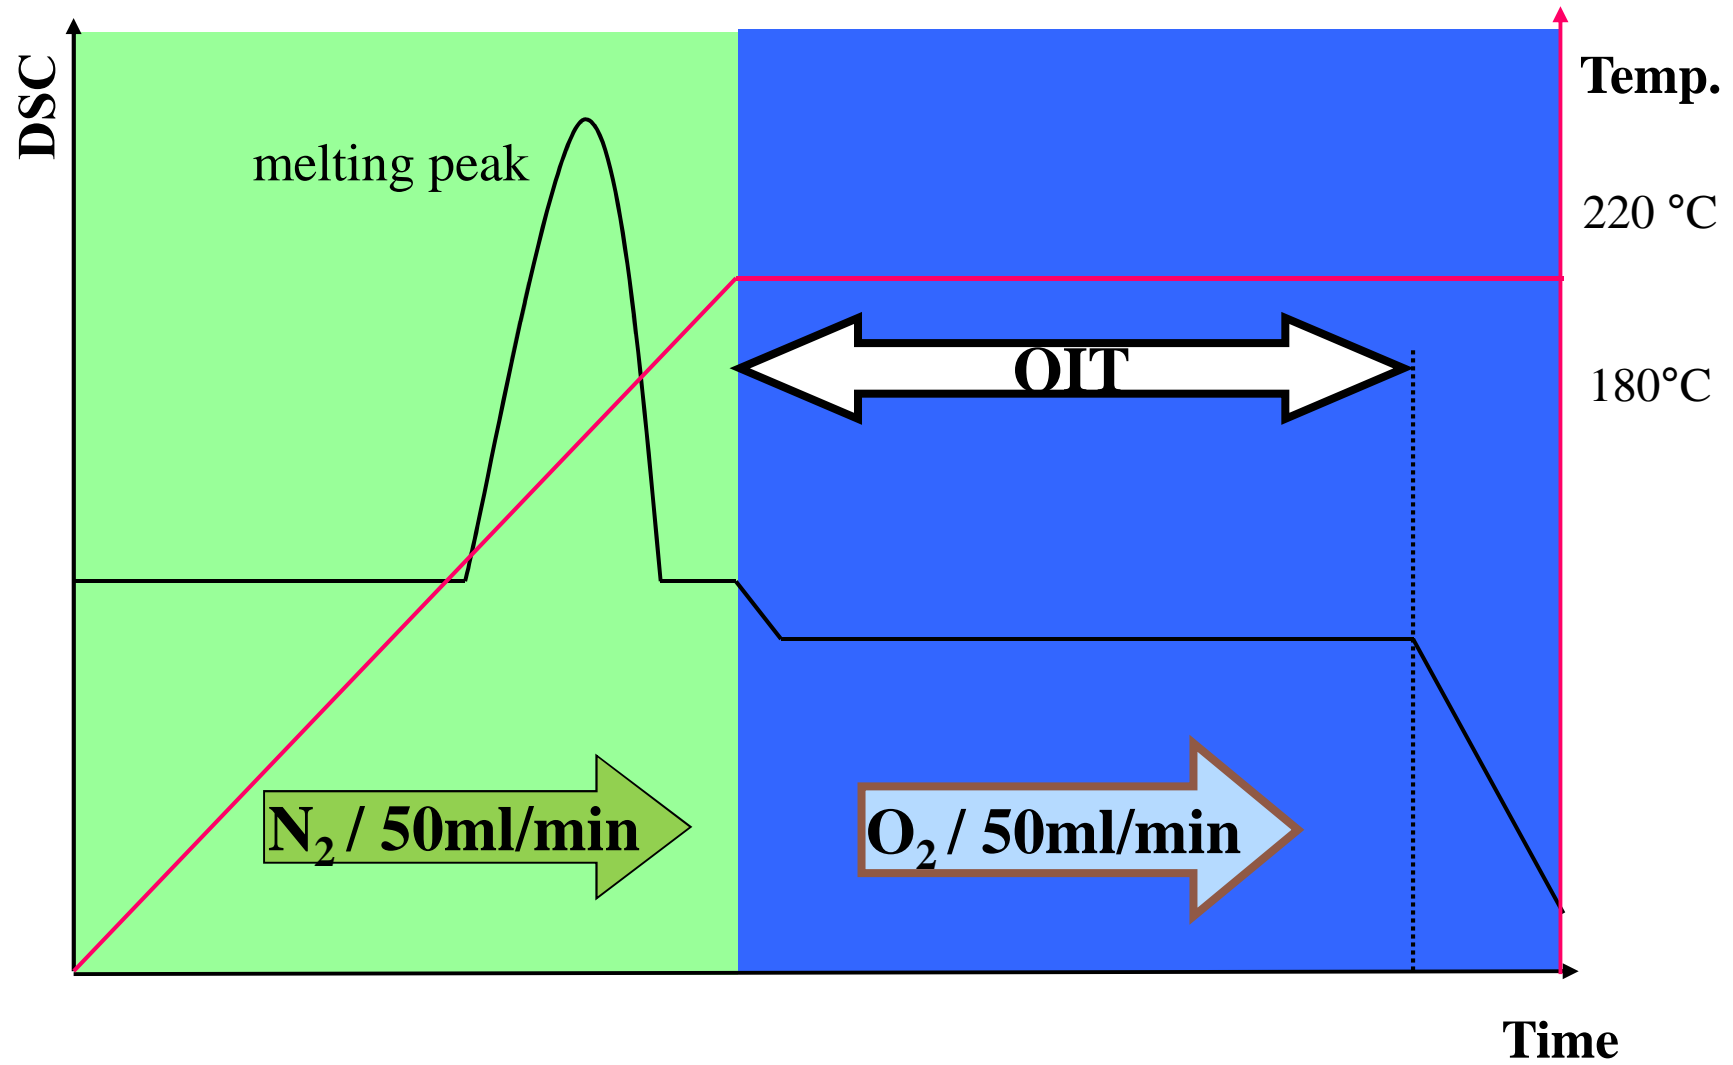 DSC
Temp.
melting peak
220 °C
OIT
180°C
N₂ / 50ml/min
O₂ / 50ml/min
Time